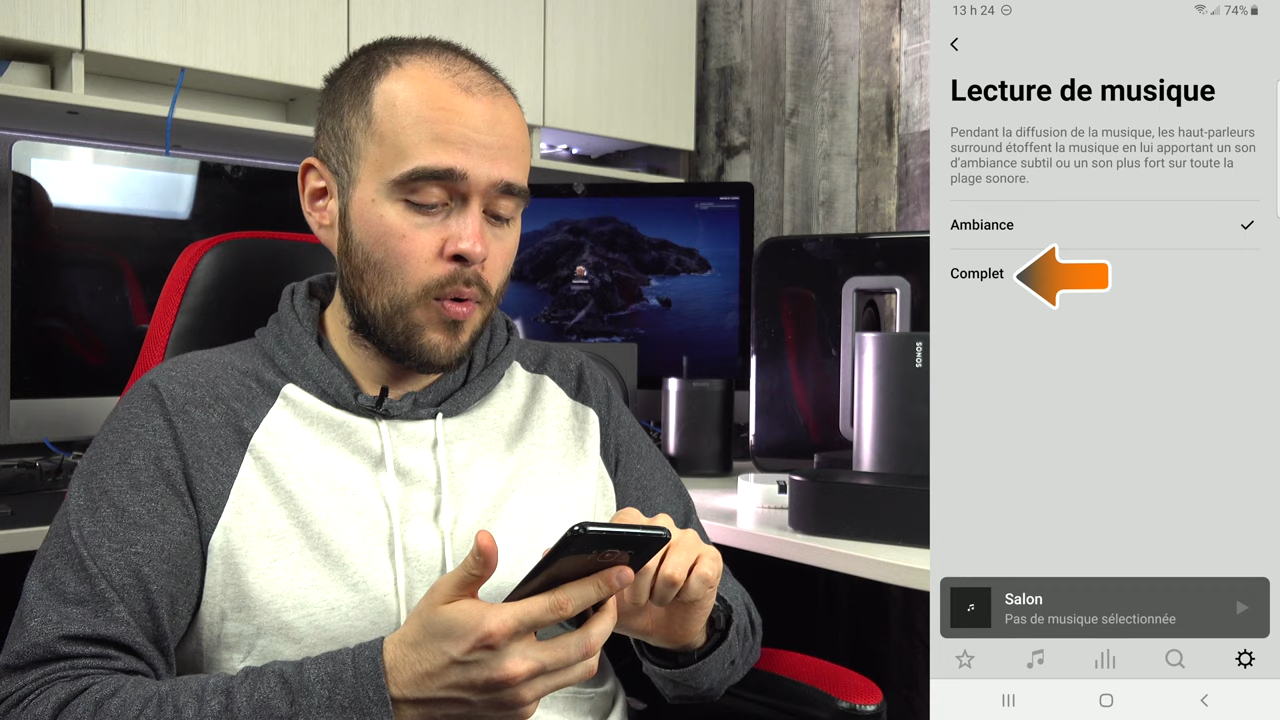 13 h 24
74%
Lecture de musique
Pendant la diffusion de la musique, les haut-parleurs
surround étoffent la musique en lui apportant un son
d'ambiance subtil ou un son plus fort sur toute la
plage sonore.
Ambiance
Complet
SONOS
Salon
Pas de musique sélectionnée